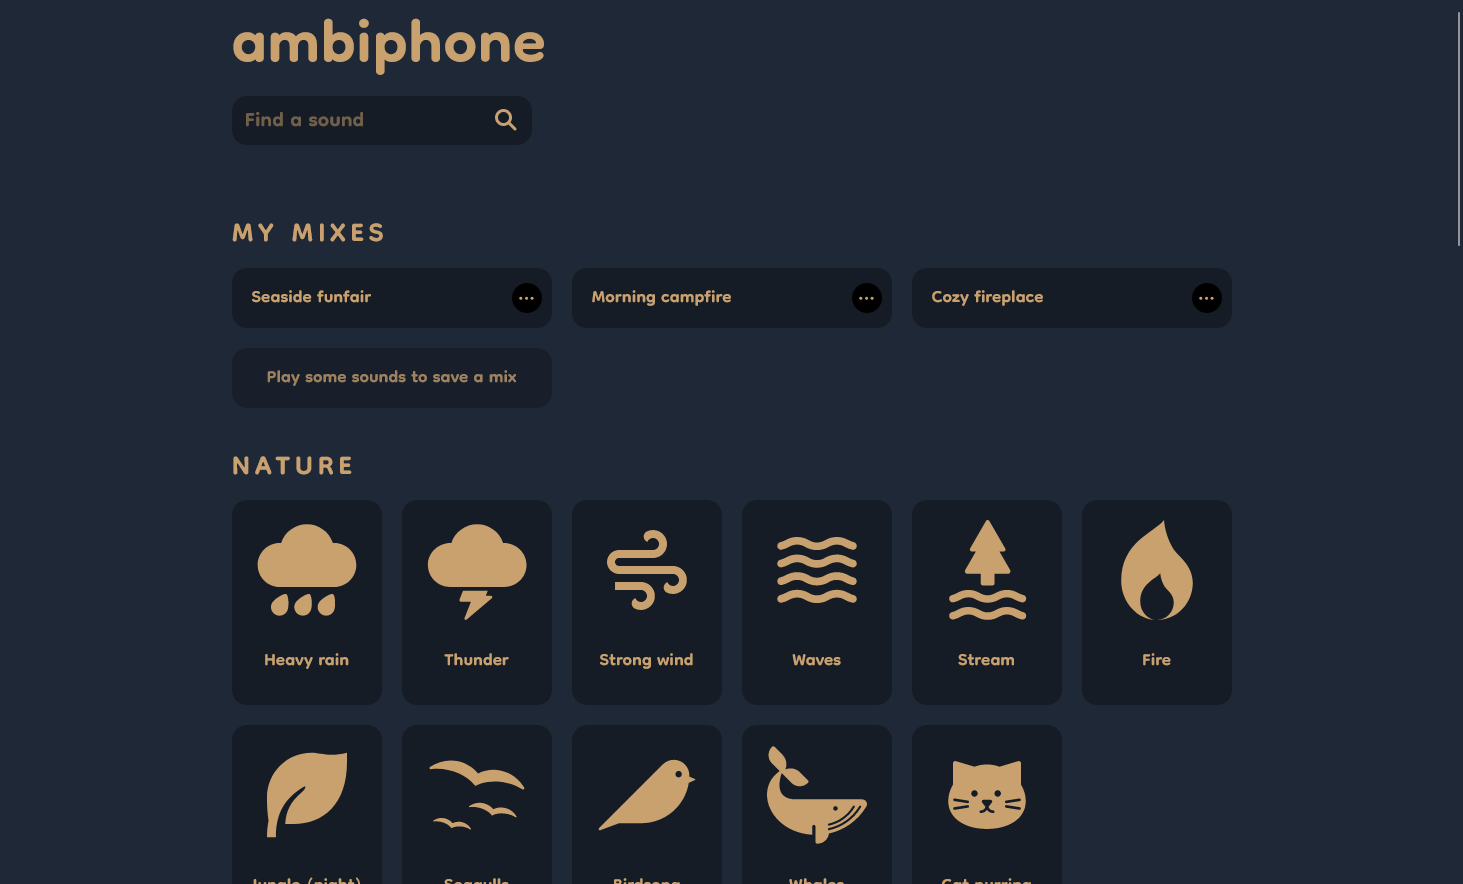 ambiphone
Find a sound
MY MIXES
Seaside funfair
Morning campfire
Cozy fireplace
Play some sounds to save a mix
NATURE
Heavy rain
Thunder
Strong wind
Waves
Stream
Fire
Jungle (night)
Seagulls
Birdsong
Whales
Cat purring